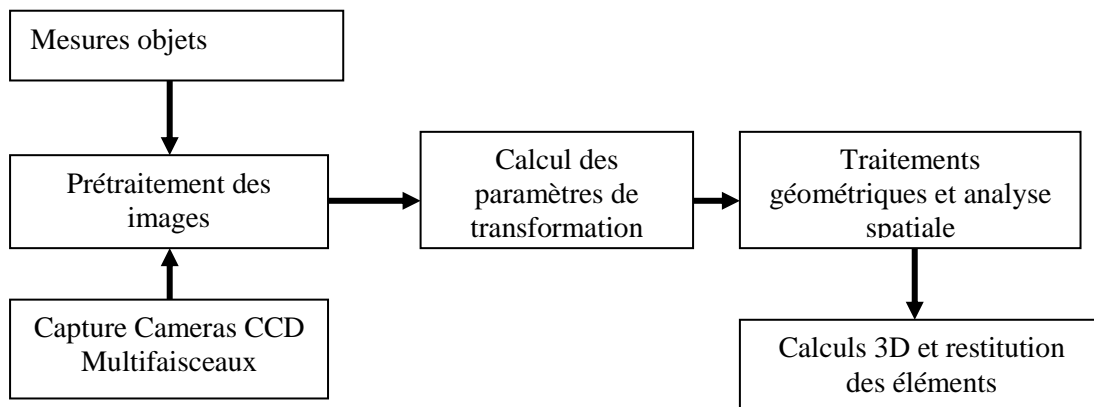 Mesures objets
Prétraitement des
images
Capture Cameras CCD
Multifaisceaux
Calcul des
paramètres de
transformation
Traitements
géométriques et analyse
spatiale
Calculs 3D et restitution
des éléments